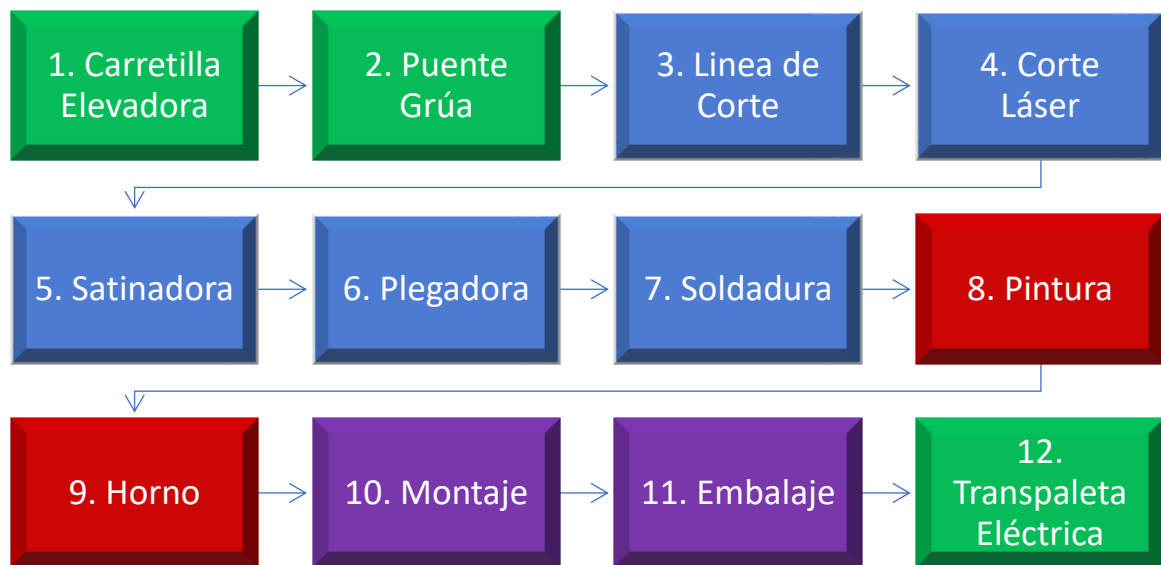 1. Carretilla
Elevadora
2. Puente
Grúa
3. Linea de
Corte
4. Corte
Láser
5. Satinadora
6. Plegadora
7. Soldadura
8. Pintura
9. Horno
10. Montaje
11. Embalaje
12.
Transpaleta
Eléctrica